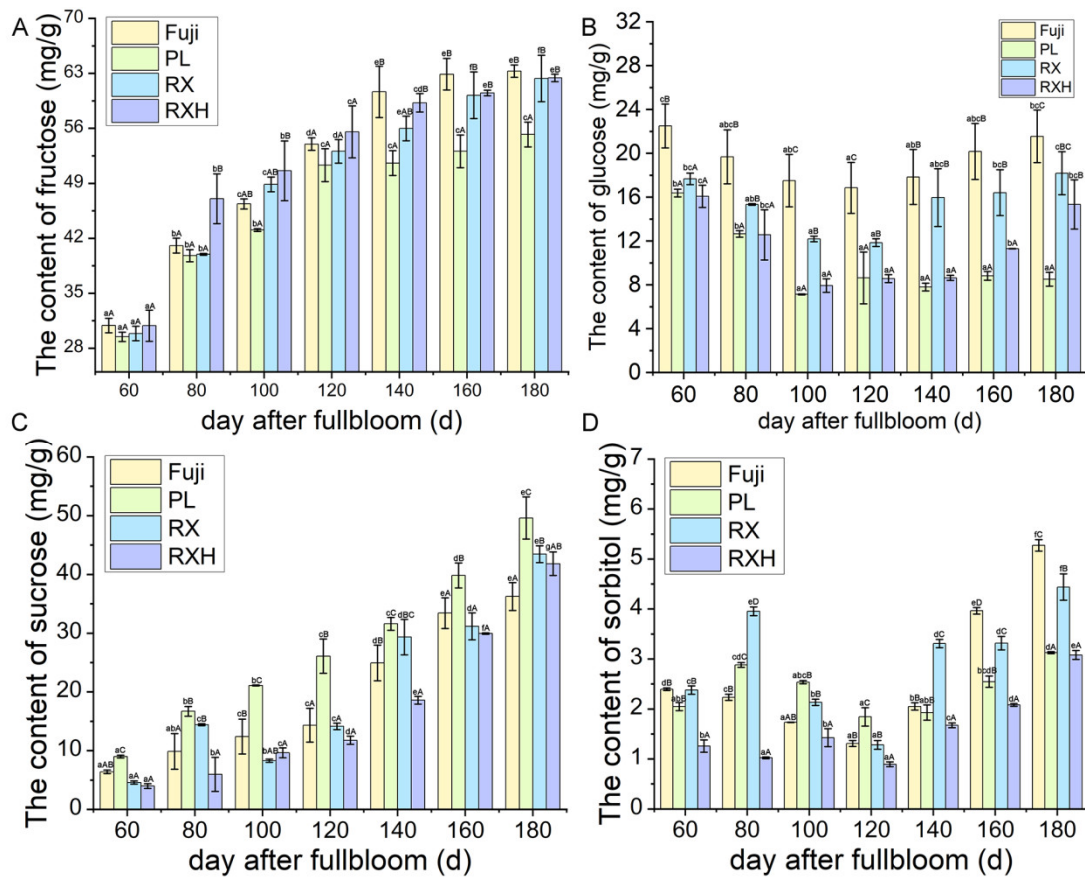 A
The content of fructose (mg/g)
70
63
56
49
42
35
28
Fuji
PL
RX
RXH
aA aA aA aA
bA bA bA bB
cAB bA cAB bB
dA cA dA cA
eB cA eAB cdB
eB cA fB eB
eB cA fB eB
60 80 100 120 140 160 180
day after fullbloom (d)
B
The content of glucose (mg/g)
32
28
24
20
16
12
8
4
0
Fuji
PL
RX
RXH
cB bA bcA cA
abcB bA abB bcA
abC aA aB aA
aC aA aB aA
abB aA abcB aA
abcB aA bcB bA
bcC aA cBC bcB
60 80 100 120 140 160 180
day after fullbloom (d)
C
The content of sucrose (mg/g)
60
50
40
30
20
10
0
Fuji
PL
RX
RXH
aAB aC aA aA
abA bB cB bA
cB bC bAB cA
cA cB cA dA
dB cC dBC eA
eA dB dA fA
eA eC eB gAB
60 80 100 120 140 160 180
day after fullbloom (d)
D
The content of sorbitol (mg/g)
7
6
5
4
3
2
1
0
Fuji
PL
RX
RXH
dB abB cB bA
cB cdC eD aA
aAB abcB bB bA
aB aC aB aA
bB abB dC cA
eD bcdB cC dA
fC dA fB eA
60 80 100 120 140 160 180
day after fullbloom (d)